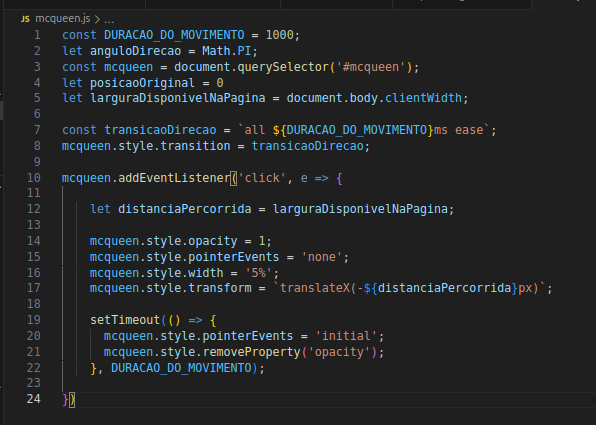 JS mcqueen.js > ...
1 const DURACAO_DO_MOVIMENTO = 1000;
2 let anguloDirecao = Math.PI;
3 const mcqueen = document.querySelector('#mcqueen');
4 let posicaoOriginal = 0
5 let larguraDisponivelNaPagina = document.body.clientWidth;
6
7 const transicaoDirecao = `all ${DURACAO_DO_MOVIMENTO}ms ease`;
8 mcqueen.style.transition = transicaoDirecao;
9
10 mcqueen.addEventListener('click', e => {
11
12 let distanciaPercorrida = larguraDisponivelNaPagina;
13
14 mcqueen.style.opacity = 1;
15 mcqueen.style.pointerEvents = 'none';
16 mcqueen.style.width = '5%';
17 mcqueen.style.transform = `translateX(-${distanciaPercorrida}px)`;
18
19 setTimeout(() => {
20 mcqueen.style.pointerEvents = 'initial';
21 mcqueen.style.removeProperty('opacity');
22 }, DURACAO_DO_MOVIMENTO);
23
24 })